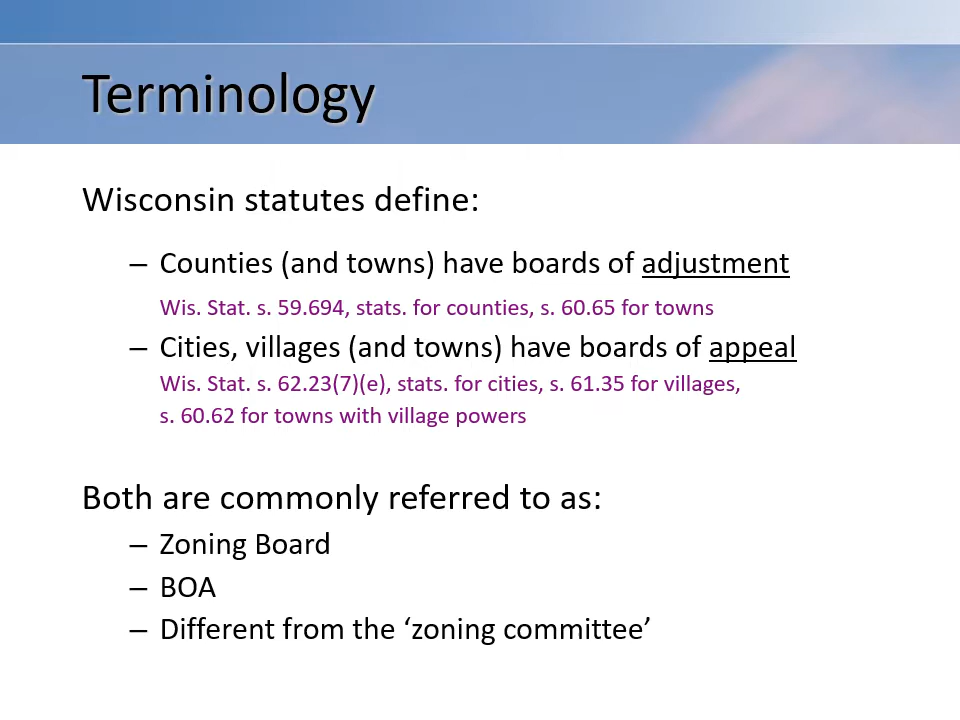 Terminology
Wisconsin statutes define:
– Counties (and towns) have boards of adjustment
Wis. Stat. s. 59.694, stats. for counties, s. 60.65 for towns
– Cities, villages (and towns) have boards of appeal
Wis. Stat. s. 62.23(7)(e), stats. for cities, s. 61.35 for villages,
s. 60.62 for towns with village powers
Both are commonly referred to as:
– Zoning Board
– BOA
– Different from the ‘zoning committee’